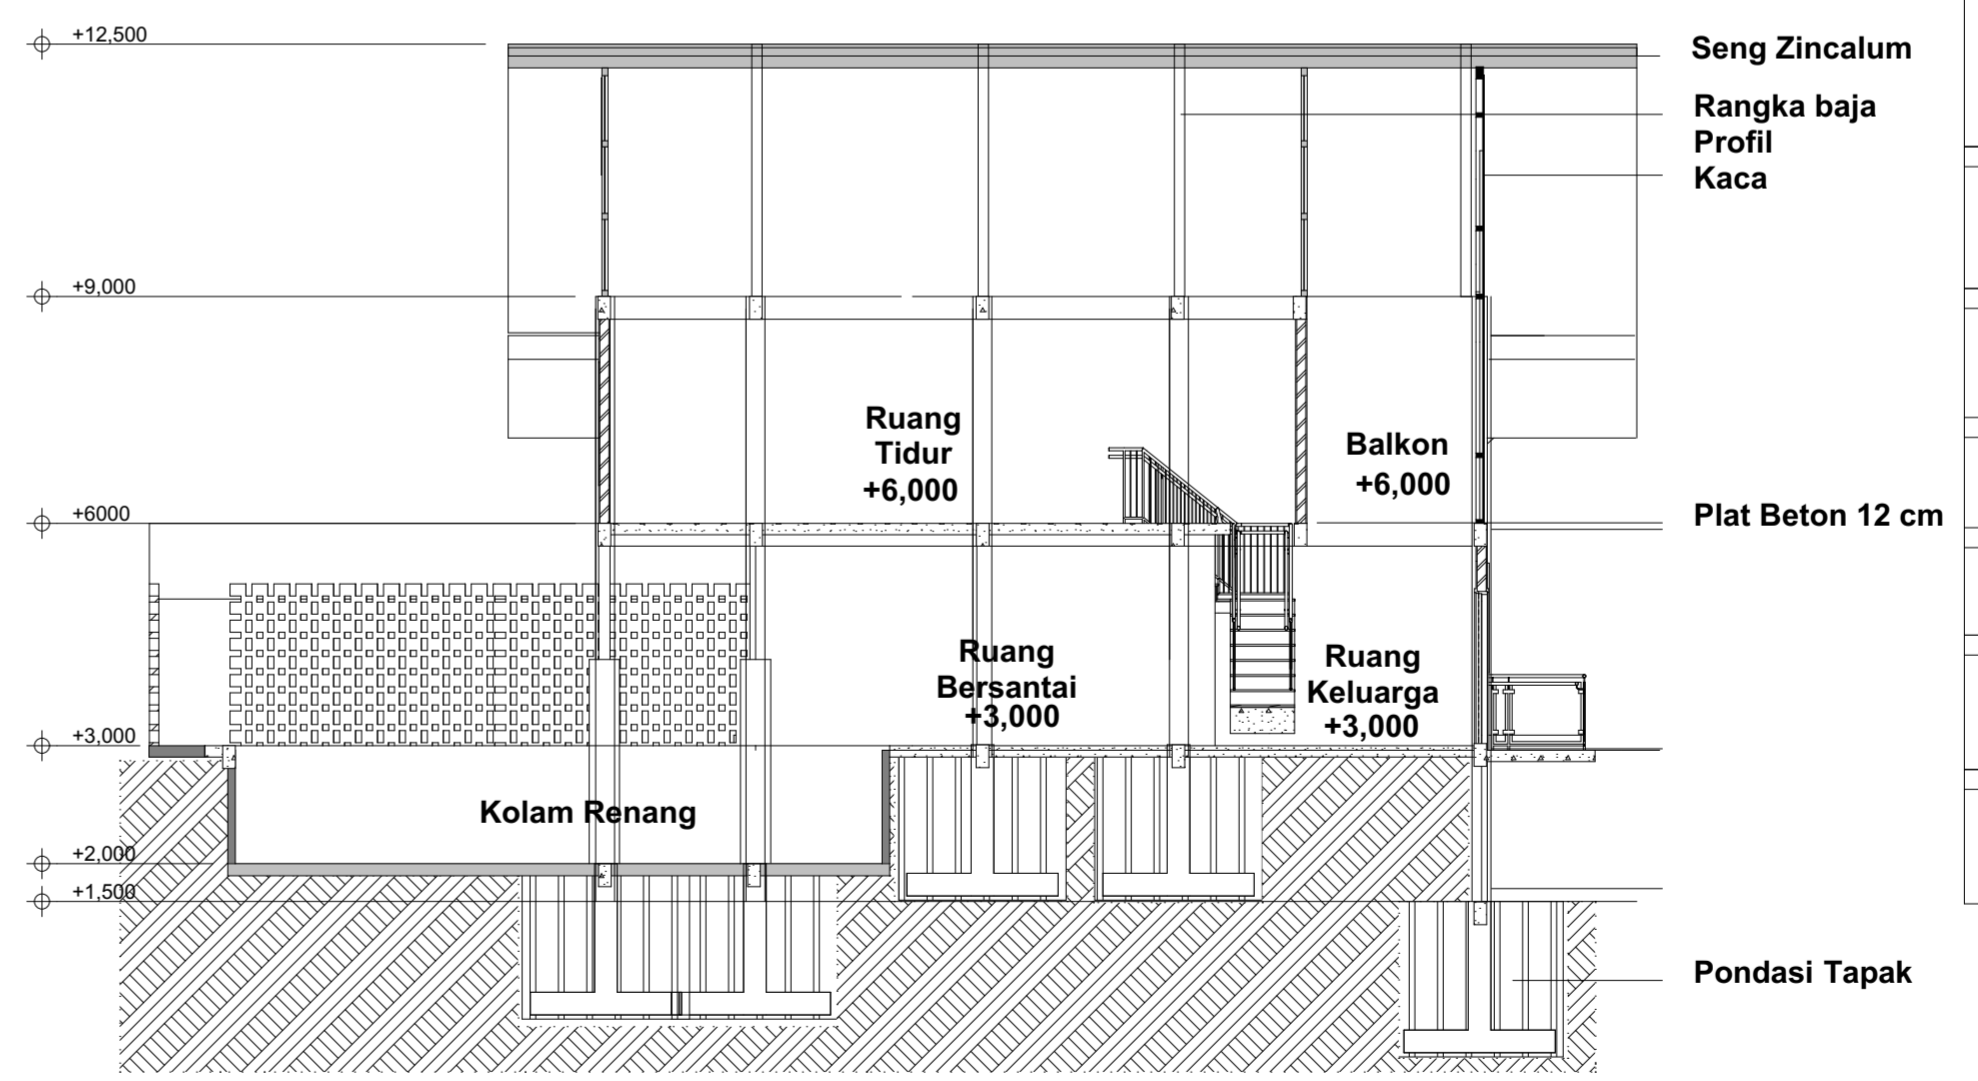 +12,500
Seng Zincalum
Rangka baja
Profil
Kaca
+9,000
Ruang
Tidur
+6,000
Balkon
+6,000
+6000
Plat Beton 12 cm
Ruang
Bersantai
+3,000
Ruang
Keluarga
+3,000
+3,000
Kolam Renang
+2,000
+1,500
Pondasi Tapak